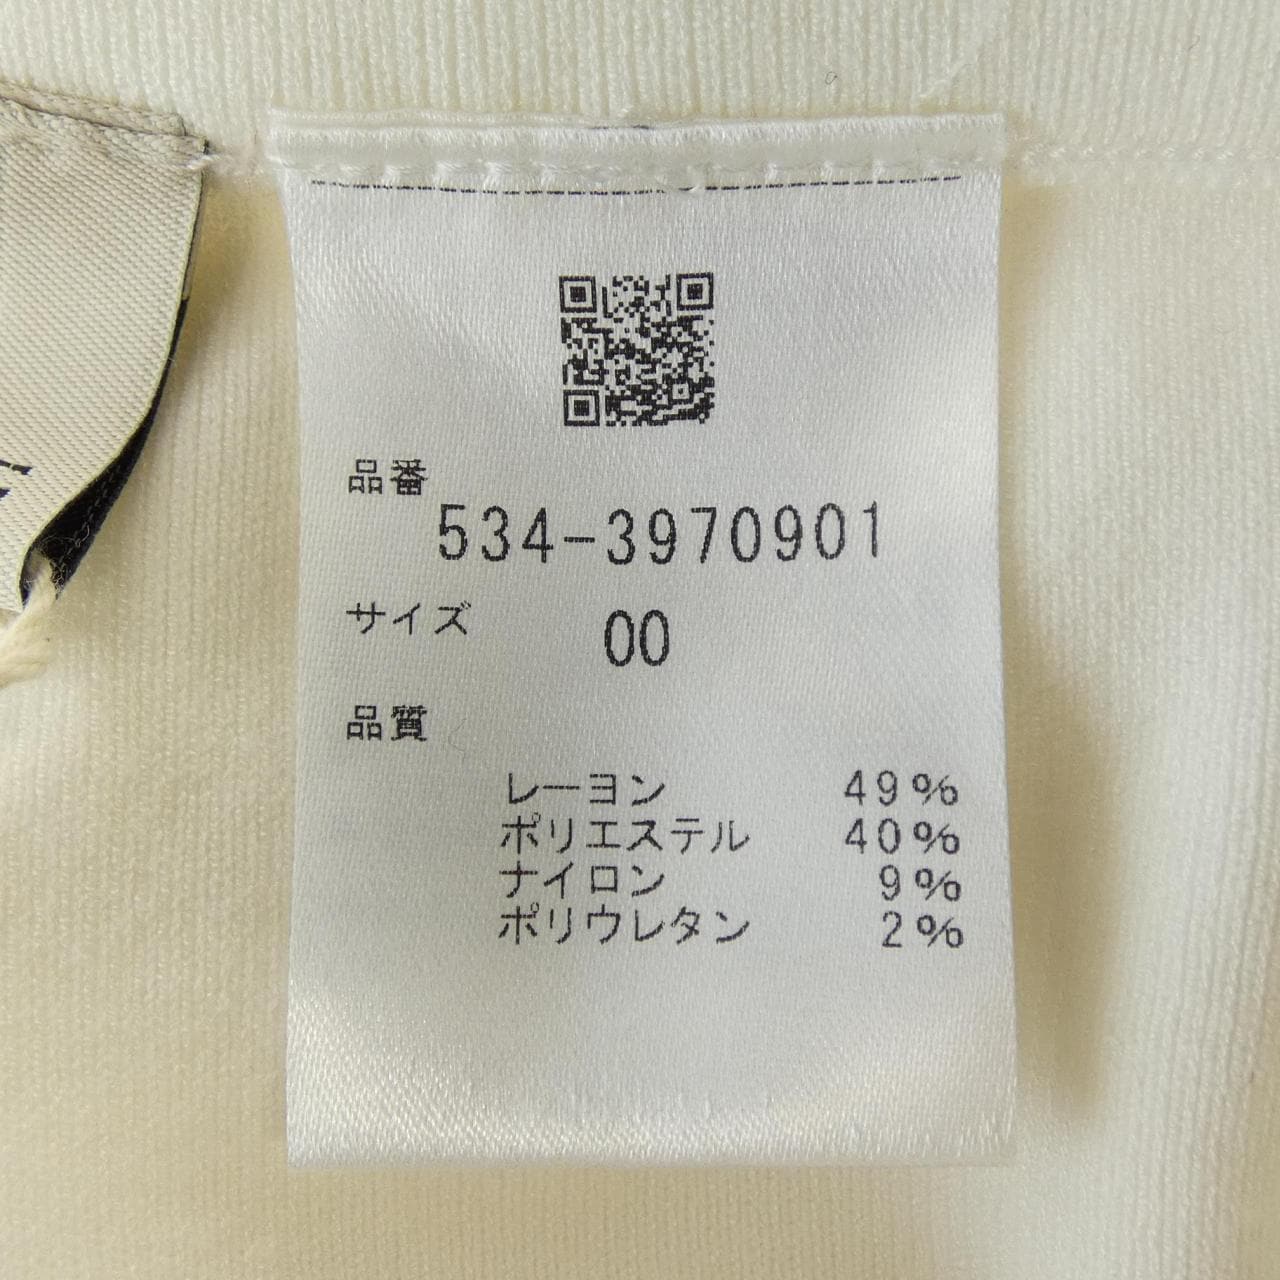 品番
534-3970901
サイズ 00
品質
レーヨン 49%
ポリエステル 40%
ナイロン 9%
ポリウレタン 2%